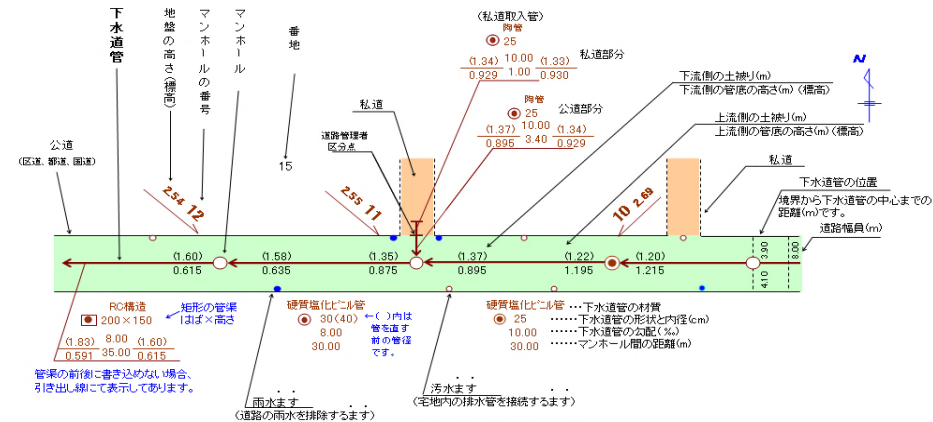 下水道管
地盤の高さ(標高)
マンホールの番号
マンホール
番地
15
公道
(区道、都道、国道)
私道
道路管理者
区分点
(私道取入管)
陶管
25
(1.34) 10.00 (1.33)
0.929 1.00 0.930
私道部分
陶管
25
公道部分
(1.37) 10.00 (1.34)
0.895 3.40 0.929
下流側の土被り(m)
下流側の管底の高さ(m)(標高)
上流側の土被り(m)
上流側の管底の高さ(m)(標高)
N
私道
下水道管の位置
境界から下水道管の中心までの
距離(m)です。
道路幅員(m)
2.54 12
2.55 11
10 2.69
(1.60) (1.58) (1.35) (1.37) (1.22) (1.20)
0.615 0.635 0.875 0.895 1.195 1.215
3.90
4.10
8.00
RC構造
200×150
矩形の管渠
はば×高さ
(1.83) 8.00 (1.60)
0.591 35.00 0.615
管渠の前後に書き込めない場合、
引き出し線にて表示してあります。
硬質塩化ビニル管
30(40)
8.00
30.00
←( )内は
管を直す
前の管径
です。
硬質塩化ビニル管 …下水道管の材質
25 ……下水道管の形状と内径(cm)
10.00 ……下水道管の勾配(‰)
30.00 ……マンホール間の距離(m)
雨水ます
(道路の雨水を排除するます)
汚水ます
(宅地内の排水管を接続するます)